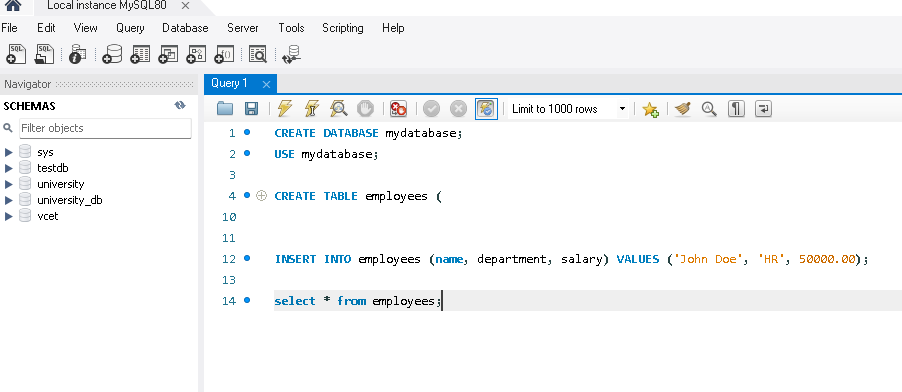 Local instance MySQL80
File Edit View Query Database Server Tools Scripting Help
Navigator
SCHEMAS
Filter objects
sys
testdb
university
university_db
vcet
Query 1
Limit to 1000 rows
1 CREATE DATABASE mydatabase;
2 USE mydatabase;
3
4 CREATE TABLE employees (
10
11
12 INSERT INTO employees (name, department, salary) VALUES ('John Doe', 'HR', 50000.00);
13
14 select * from employees;